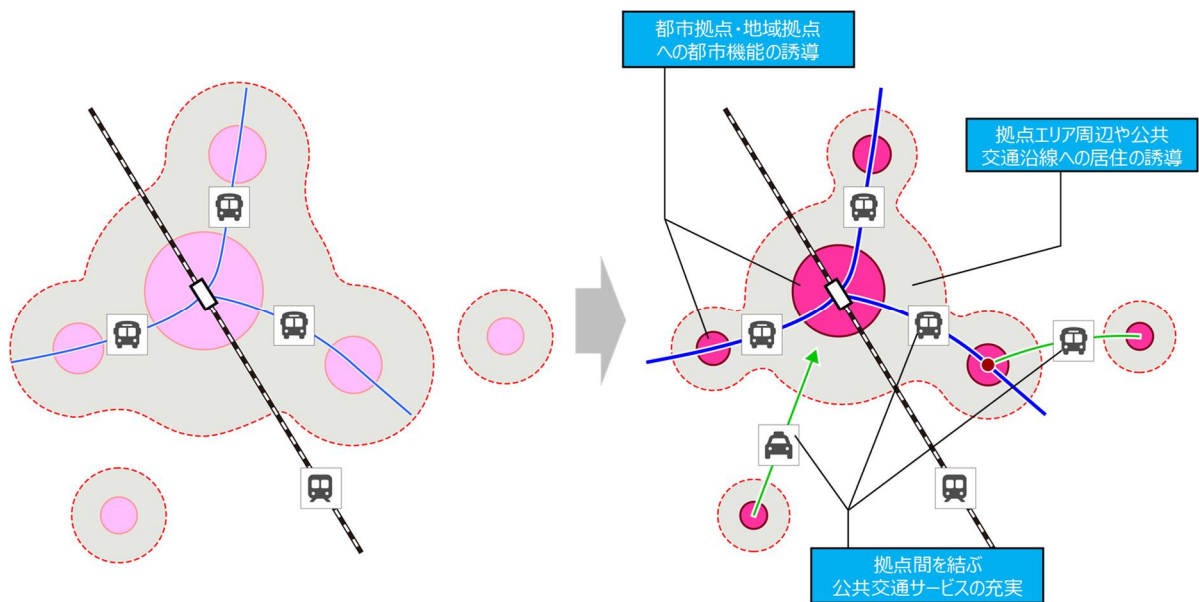 都市拠点・地域拠点
への都市機能の誘導
拠点エリア周辺や公共
交通沿線への居住の誘導
拠点間を結ぶ
公共交通サービスの充実